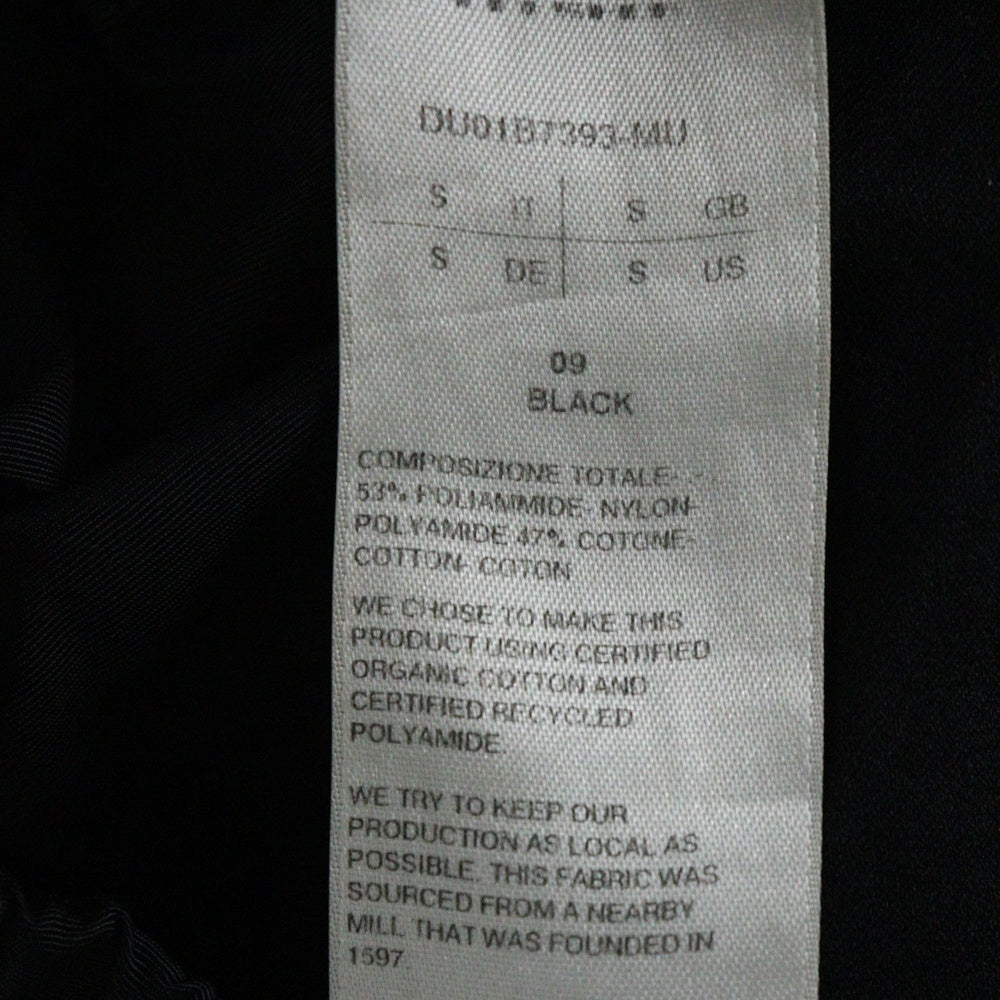 DU01B7393-MU
S IT S GB
S DE S US
09
BLACK
COMPOSIZIONE TOTALE- -
53% POLIAMMIDE- NYLON-
POLYAMIDE 47% COTONE-
COTTON- COTON
WE CHOSE TO MAKE THIS
PRODUCT USING CERTIFIED
ORGANIC COTTON AND
CERTIFIED RECYCLED
POLYAMIDE.
WE TRY TO KEEP OUR
PRODUCTION AS LOCAL AS
POSSIBLE. THIS FABRIC WAS
SOURCED FROM A NEARBY
MILL THAT WAS FOUNDED IN
1597.